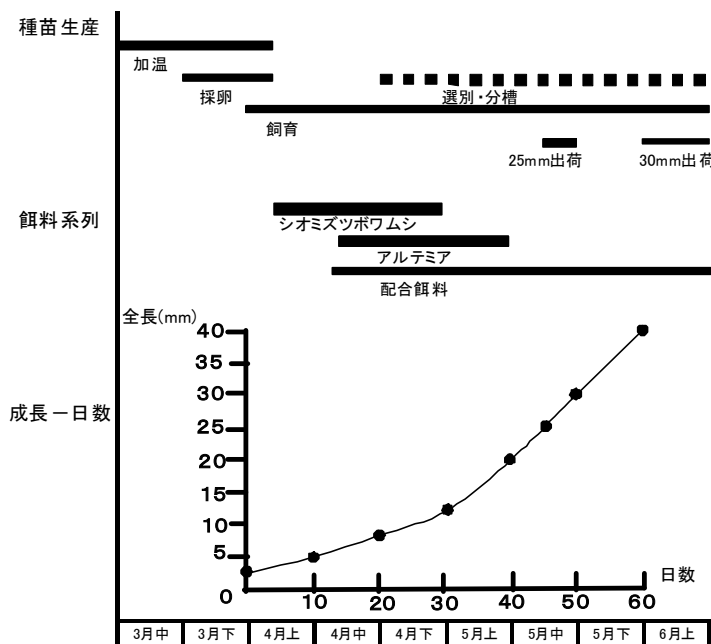 種苗生産
加温
採卵
選別・分槽
飼育
25mm出荷
30mm出荷
餌料系列
シオミズツボワムシ
アルテミア
配合餌料
全長(mm)
40
35
30
25
20
15
10
5
0
成長－日数
10
20
30
40
50
60
日数
3月中
3月下
4月上
4月中
4月下
5月上
5月中
5月下
6月上